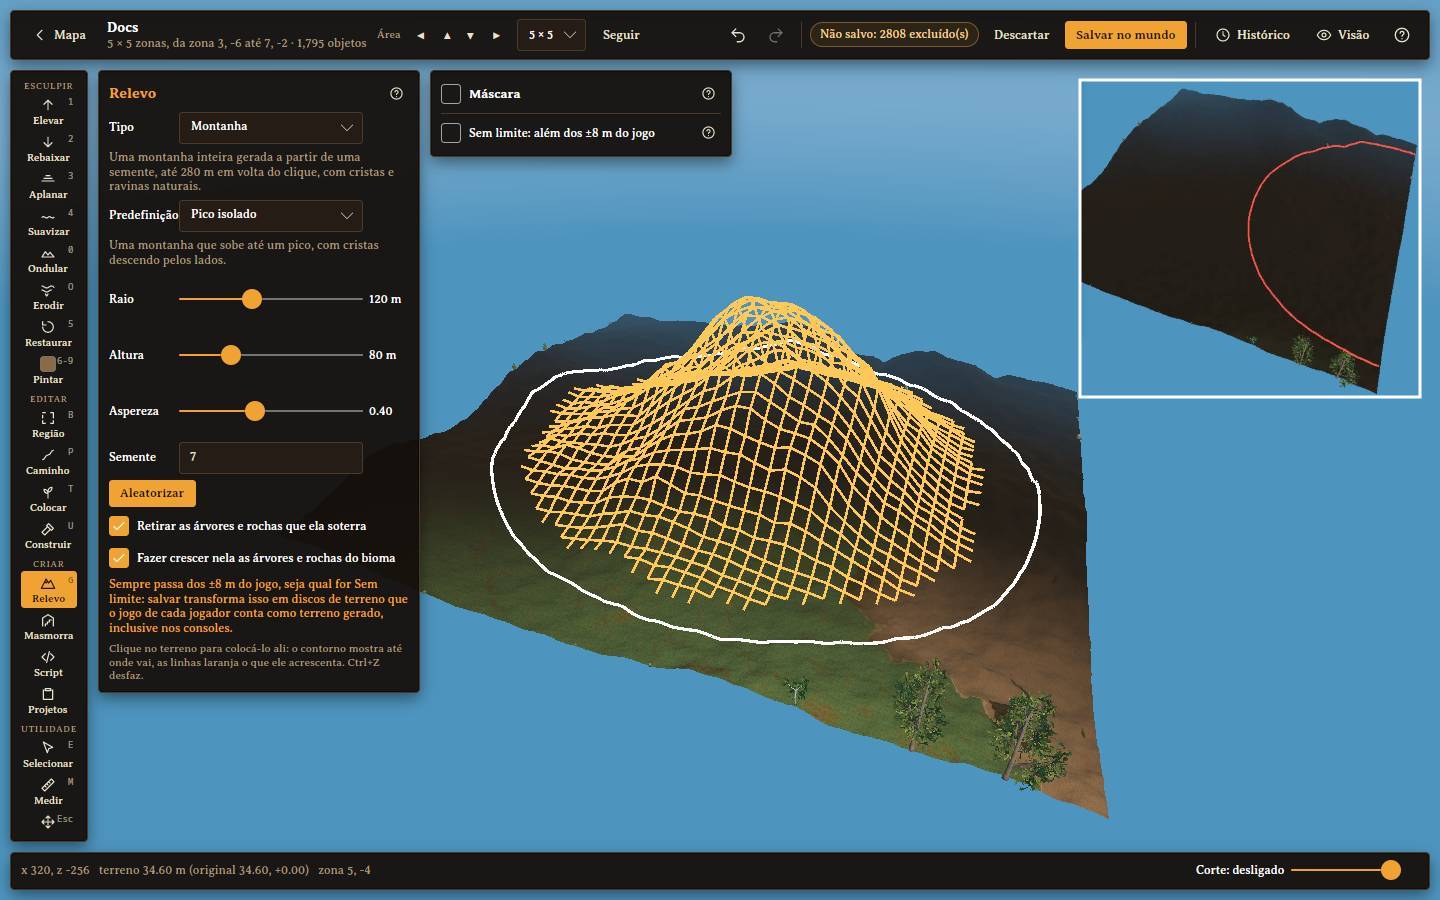 Mapa
Docs
5 × 5 zonas, da zona 3, -6 até 7, -2 · 1,795 objetos
Área
5 × 5
Seguir
Não salvo: 2808 excluído(s)
Descartar
Salvar no mundo
Histórico
Visão
ESCULPIR
1
Elevar
2
Rebaixar
3
Aplanar
4
Suavizar
0
Ondular
O
Erodir
5
Restaurar
6-9
Pintar
EDITAR
B
Região
P
Caminho
T
Colocar
U
Construir
CRIAR
G
Relevo
Masmorra
Script
Projetos
UTILIDADE
E
Selecionar
M
Medir
Esc
Relevo
Tipo
Montanha
Uma montanha inteira gerada a partir de uma
semente, até 280 m em volta do clique, com cristas e
ravinas naturais.
Predefinição
Pico isolado
Uma montanha que sobe até um pico, com cristas
descendo pelos lados.
Raio
120 m
Altura
80 m
Aspereza
0.40
Semente
7
Aleatorizar
Retirar as árvores e rochas que ela soterra
Fazer crescer nela as árvores e rochas do bioma
Sempre passa dos ±8 m do jogo, seja qual for Sem
limite: salvar transforma isso em discos de terreno que
o jogo de cada jogador conta como terreno gerado,
inclusive nos consoles.
Clique no terreno para colocá-lo ali: o contorno mostra até
onde vai, as linhas laranja o que ele acrescenta. Ctrl+Z
desfaz.
Máscara
Sem limite: além dos ±8 m do jogo
x 320, z -256 terreno 34.60 m (original 34.60, +0.00) zona 5, -4
Corte: desligado